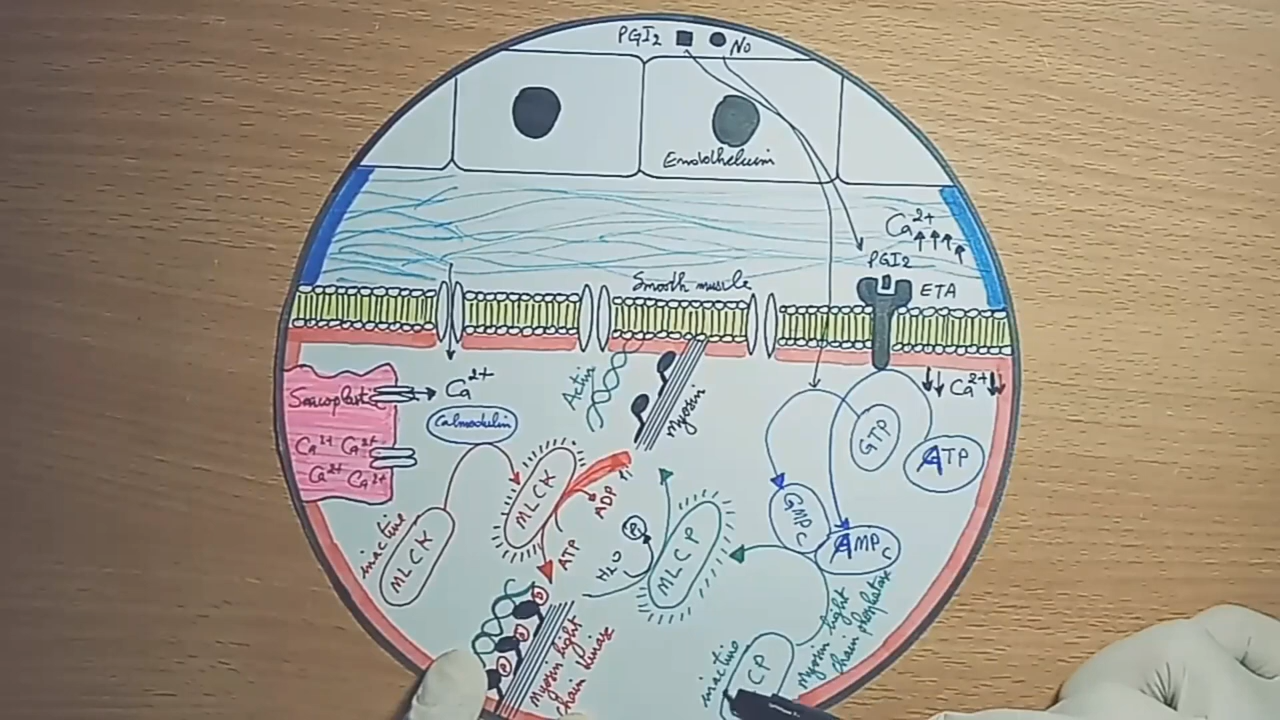 PGI2
No
Endothelium
Ca2+
PGI2
Smooth muscle
ETA
Ca2+
Sarcoplastic
Ca2+
Actin
Myosin
Calmodulin
GTP
ATP
Ca2+ Ca2+
Ca2+ Ca2+
MLCK
ADP
GMPc
AMPc
inactive
MLCK
ATP
H2O
Pi
MLCP
P
P
P
Myosin light
chain kinase
Myosin light
chain phosphatase
inactive
CP